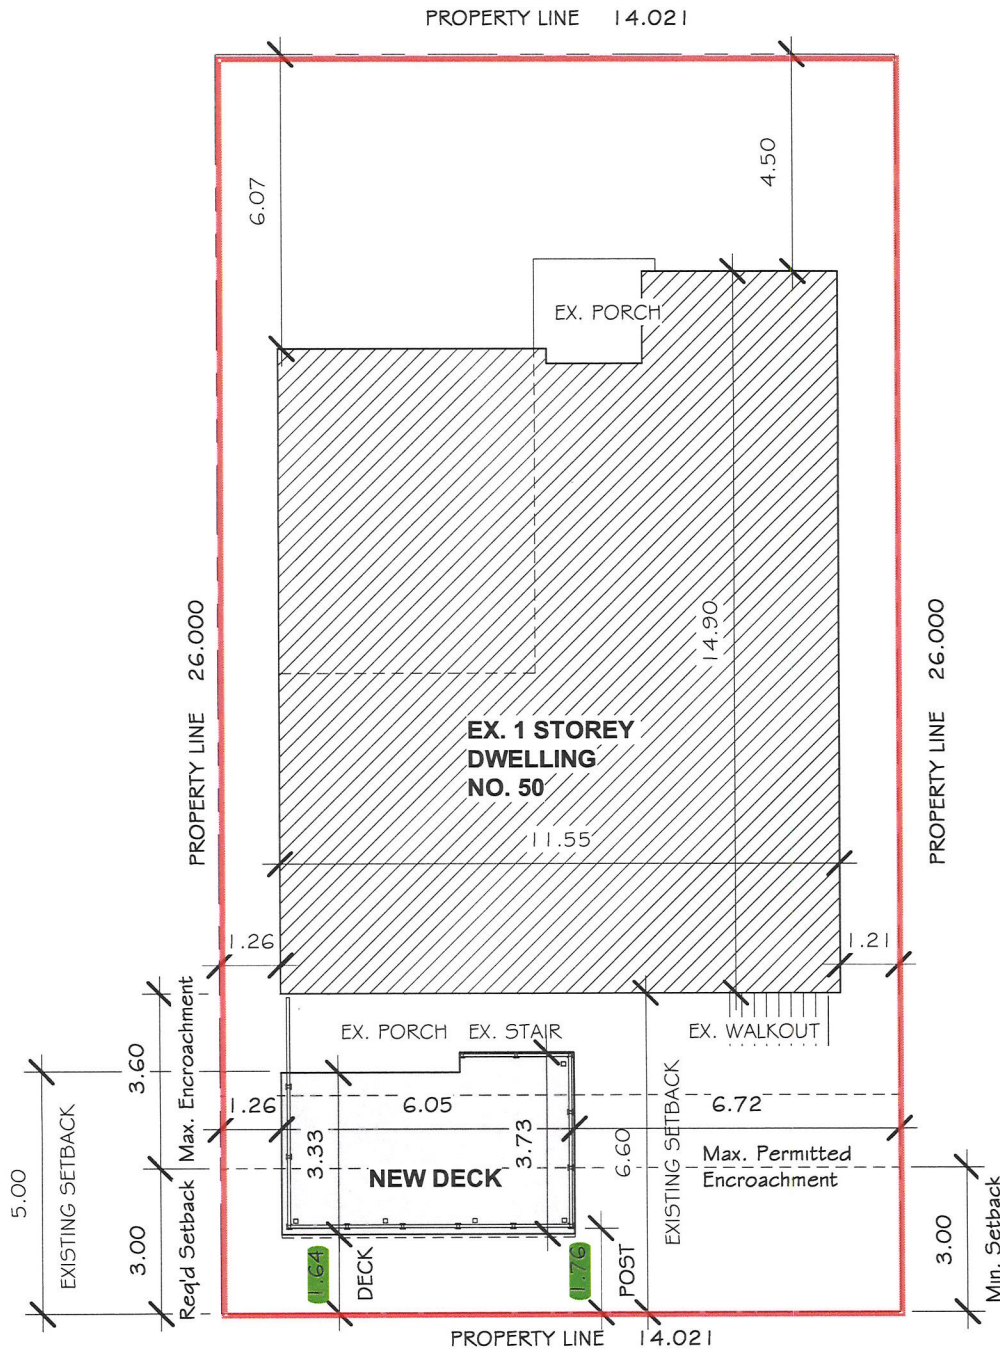 PROPERTY LINE 14.021
6.07
4.50
EX. PORCH
PROPERTY LINE 26.000
14.90
PROPERTY LINE 26.000
EX. 1 STOREY
DWELLING
NO. 50
11.55
1.26
1.21
EX. PORCH
EX. STAIR
EX. WALKOUT
3.60
Max. Encroachment
5.00
EXISTING SETBACK
1.26
6.05
6.72
3.33
3.73
6.60
EXISTING SETBACK
Max. Permitted
Encroachment
NEW DECK
3.00
Req'd Setback
1.64
DECK
1.76
POST
3.00
Min. Setback
PROPERTY LINE 14.021